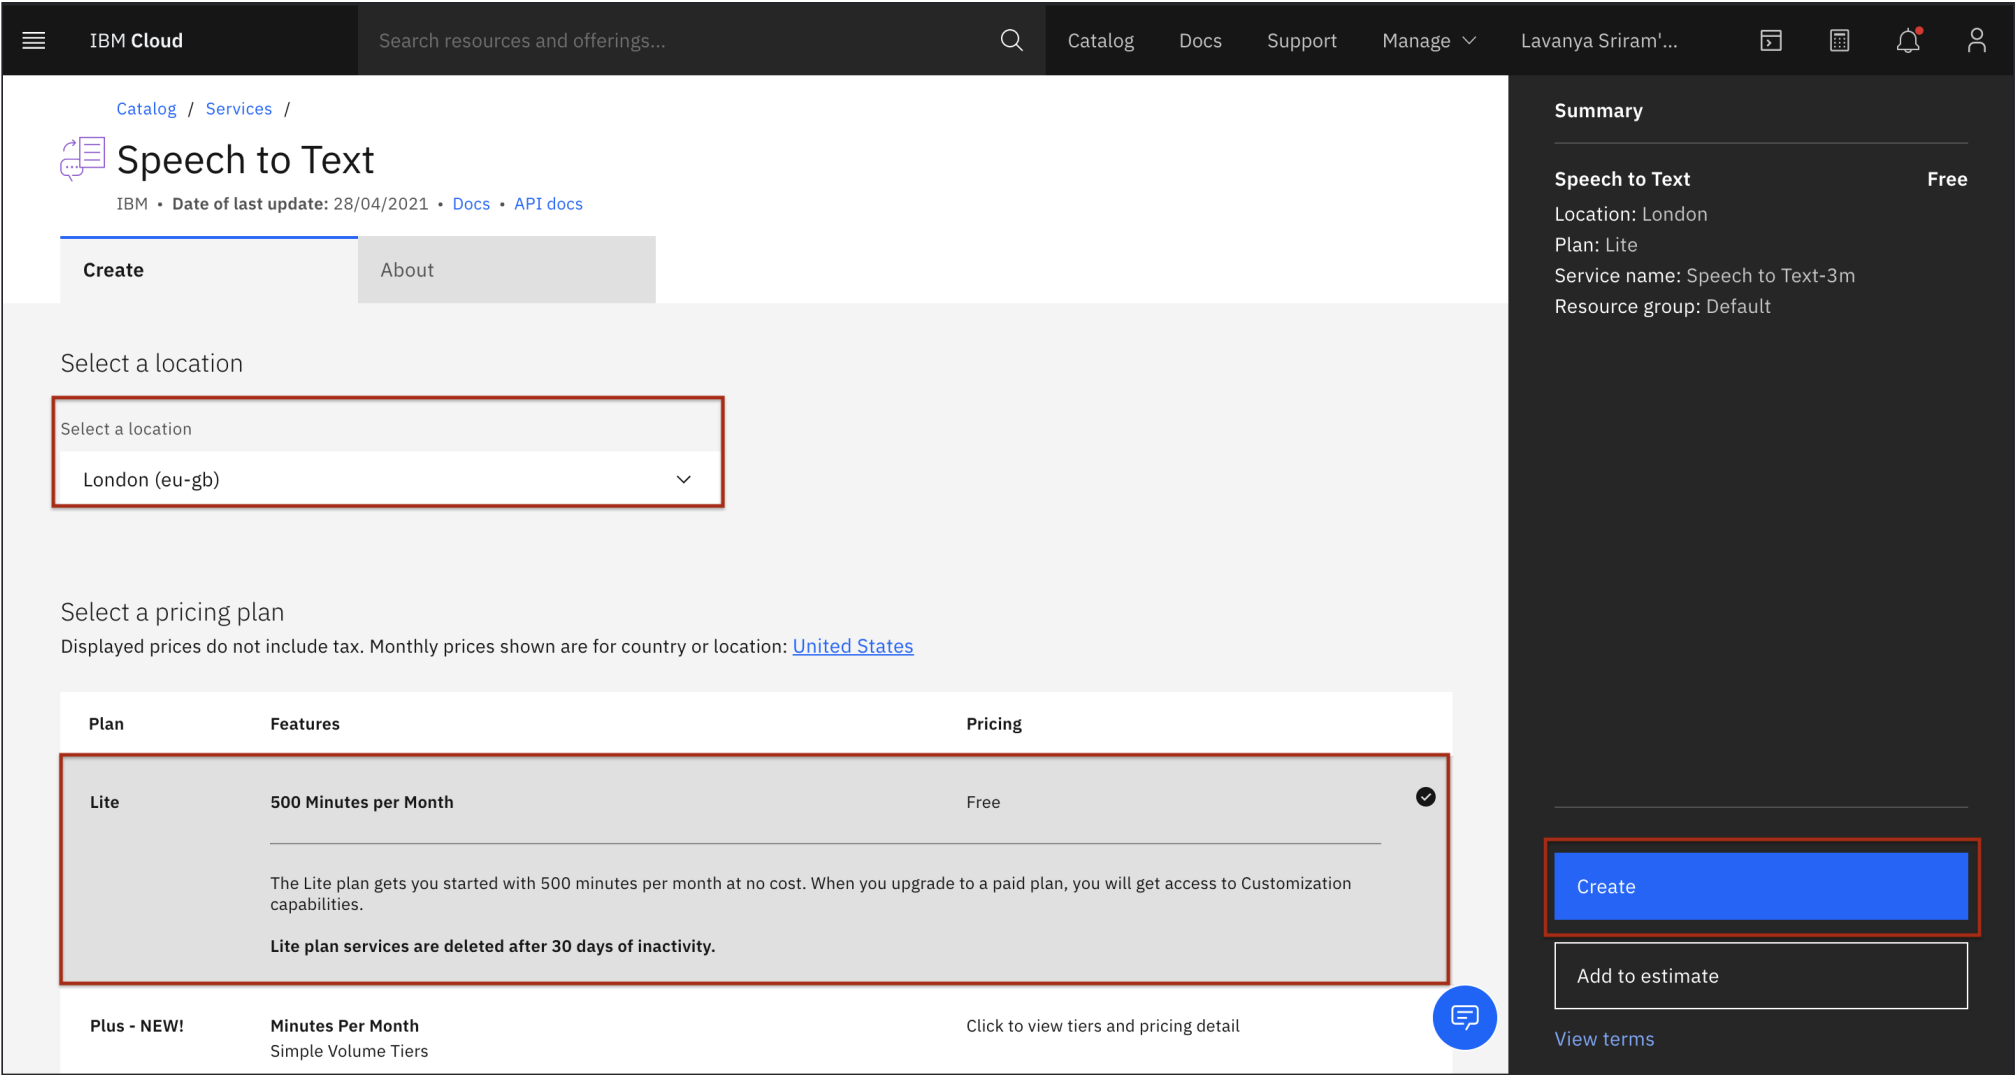 IBM Cloud
Search resources and offerings...
Catalog
Docs
Support
Manage
Lavanya Sriram'...
Catalog / Services /
Speech to Text
IBM • Date of last update: 28/04/2021 • Docs • API docs
Create
About
Select a location
Select a location
London (eu-gb)
Select a pricing plan
Displayed prices do not include tax. Monthly prices shown are for country or location: United States
Plan Features Pricing
Lite 500 Minutes per Month Free
The Lite plan gets you started with 500 minutes per month at no cost. When you upgrade to a paid plan, you will get access to Customization
capabilities.
Lite plan services are deleted after 30 days of inactivity.
Plus - NEW! Minutes Per Month Click to view tiers and pricing detail
Simple Volume Tiers
Summary
Speech to Text Free
Location: London
Plan: Lite
Service name: Speech to Text-3m
Resource group: Default
Create
Add to estimate
View terms